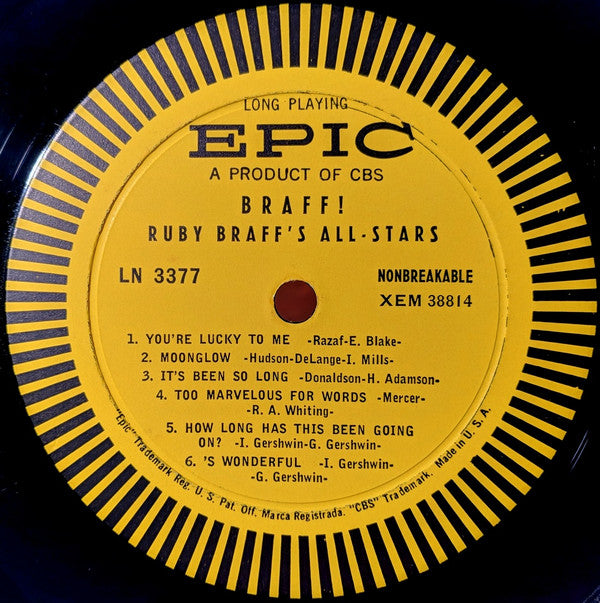 LONG PLAYING
EPIC
A PRODUCT OF CBS
BRAFF!
RUBY BRAFF'S ALL-STARS
LN 3377
NONBREAKABLE
XEM 38814
1. YOU'RE LUCKY TO ME -Razaf-E. Blake-
2. MOONGLOW -Hudson-DeLange-I. Mills-
3. IT'S BEEN SO LONG -Donaldson-H. Adamson-
4. TOO MARVELOUS FOR WORDS -Mercer-
-R. A. Whiting-
5. HOW LONG HAS THIS BEEN GOING
ON? -I. Gershwin-G. Gershwin-
6. 'S WONDERFUL -I. Gershwin-
-G. Gershwin-
"Epic" Trademark Reg. U. S. Pat. Off. Marca Registrada. "CBS" Trademark. Made in U. S. A.